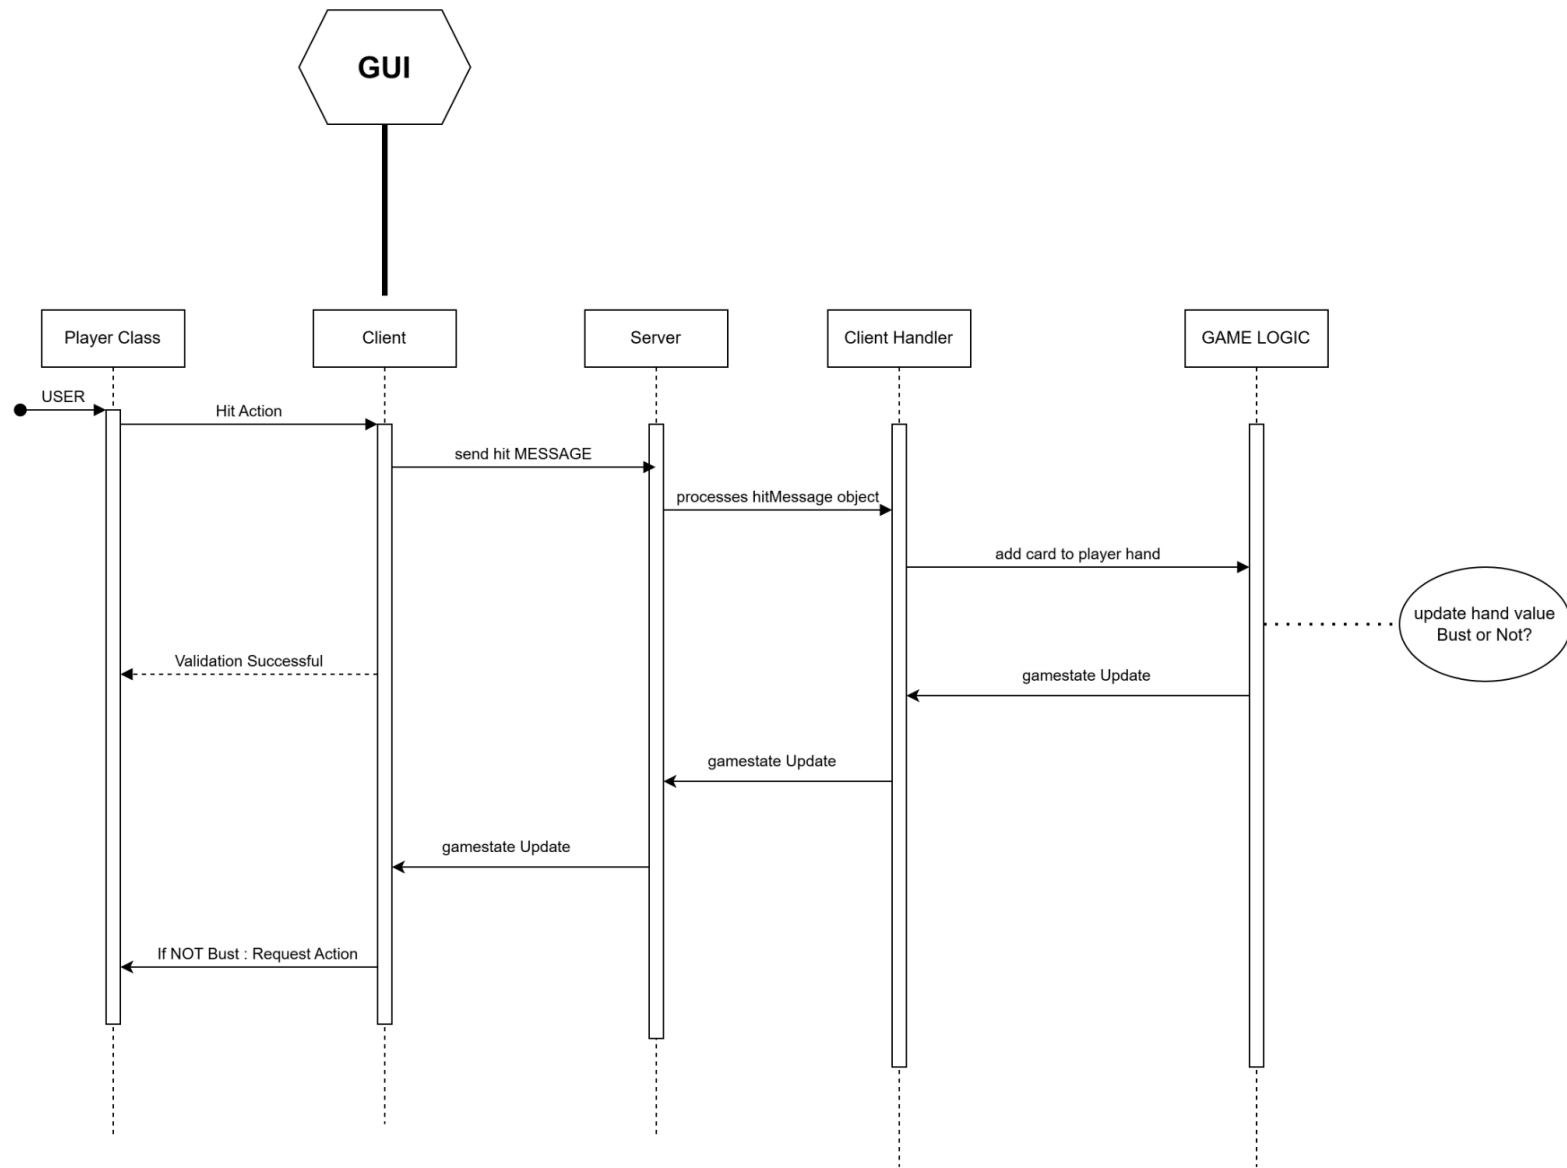 GUI
Player Class
Client
Server
Client Handler
GAME LOGIC
USER
Hit Action
send hit MESSAGE
processes hitMessage object
add card to player hand
update hand value
Bust or Not?
Validation Successful
gamestate Update
gamestate Update
gamestate Update
If NOT Bust : Request Action